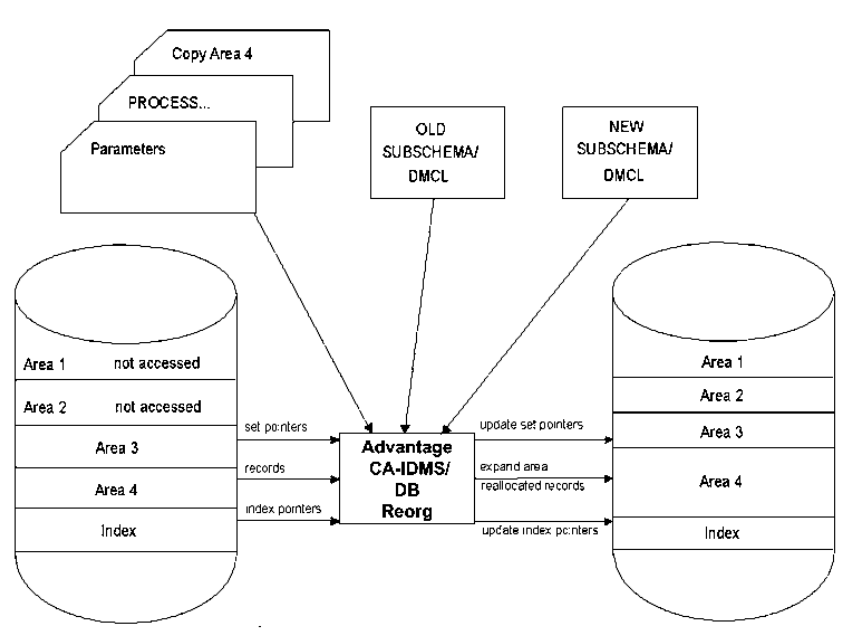 Copy Area 4
PROCESS...
Parameters
OLD
SUBSCHEMA/
DMCL
NEW
SUBSCHEMA/
DMCL
Area 1 not accessed
Area 2 not accessed
Area 3
Area 4
Index
set pointers
records
index pointers
Advantage
CA-IDMS/
DB
Reorg
update set pointers
expand area
reallocated records
update index pointers
Area 1
Area 2
Area 3
Area 4
Index